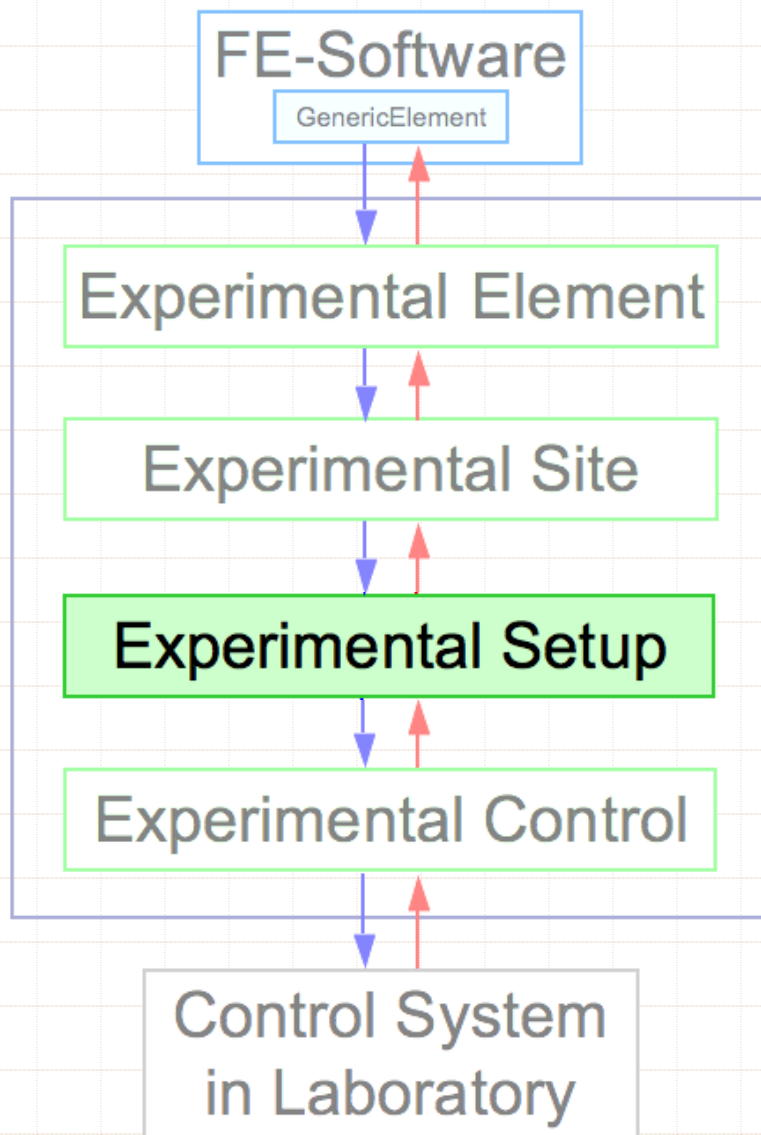 FE-Software
GenericElement
Experimental Element
Experimental Site
Experimental Setup
Experimental Control
Control System
in Laboratory